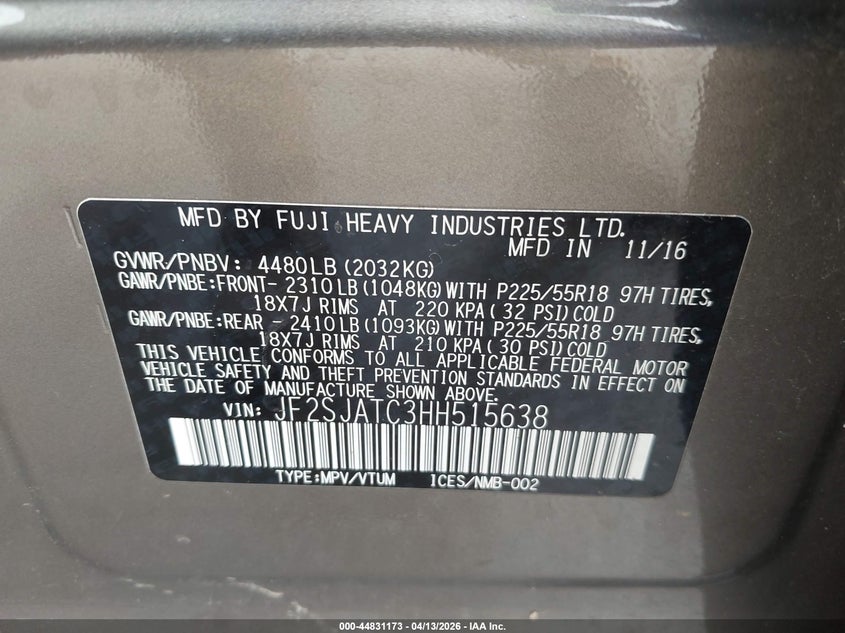 MFD BY FUJI HEAVY INDUSTRIES LTD.
MFD IN 11/16
GVWR/PNBV: 4480LB(2032KG)
GAWR/PNBE:FRONT- 2310LB(1048KG)WITH P225/55R18 97H TIRES,
18X7J RIMS AT 220 KPA( 32 PSI)COLD
GAWR/PNBE:REAR - 2410LB(1093KG)WITH P225/55R18 97H TIRES,
18X7J RIMS AT 210 KPA( 30 PSI)COLD
THIS VEHICLE CONFORMS TO ALL APPLICABLE FEDERAL MOTOR
VEHICLE SAFETY AND THEFT PREVENTION STANDARDS IN EFFECT ON
THE DATE OF MANUFACTURE SHOWN ABOVE.
VIN: JF2SJATC3HH515638
TYPE:MPV/VTUM ICES/NMB-002
000-44831173 - 04/13/2026 - IAA Inc.